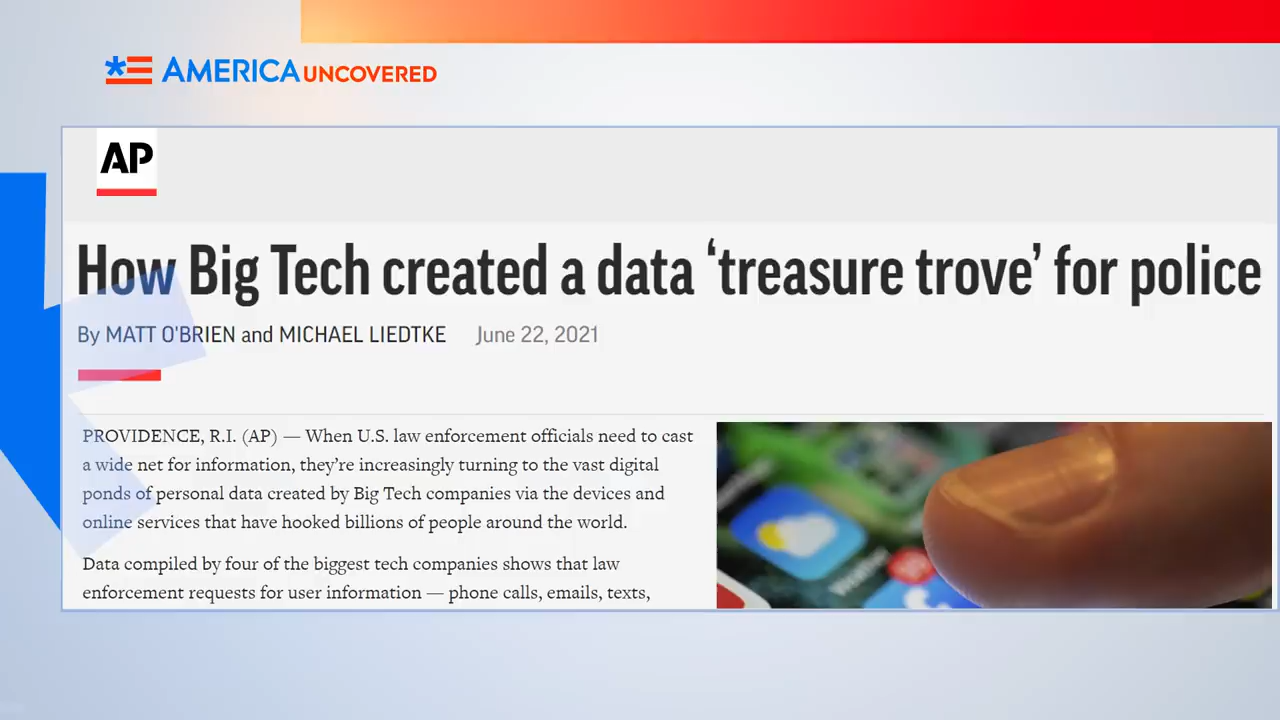 AMERICA UNCOVERED
AP
How Big Tech created a data ‘treasure trove’ for police
By MATT O'BRIEN and MICHAEL LIEDTKE June 22, 2021
PROVIDENCE, R.I. (AP) — When U.S. law enforcement officials need to cast
a wide net for information, they’re increasingly turning to the vast digital
ponds of personal data created by Big Tech companies via the devices and
online services that have hooked billions of people around the world.
Data compiled by four of the biggest tech companies shows that law
enforcement requests for user information — phone calls, emails, texts,
Weather